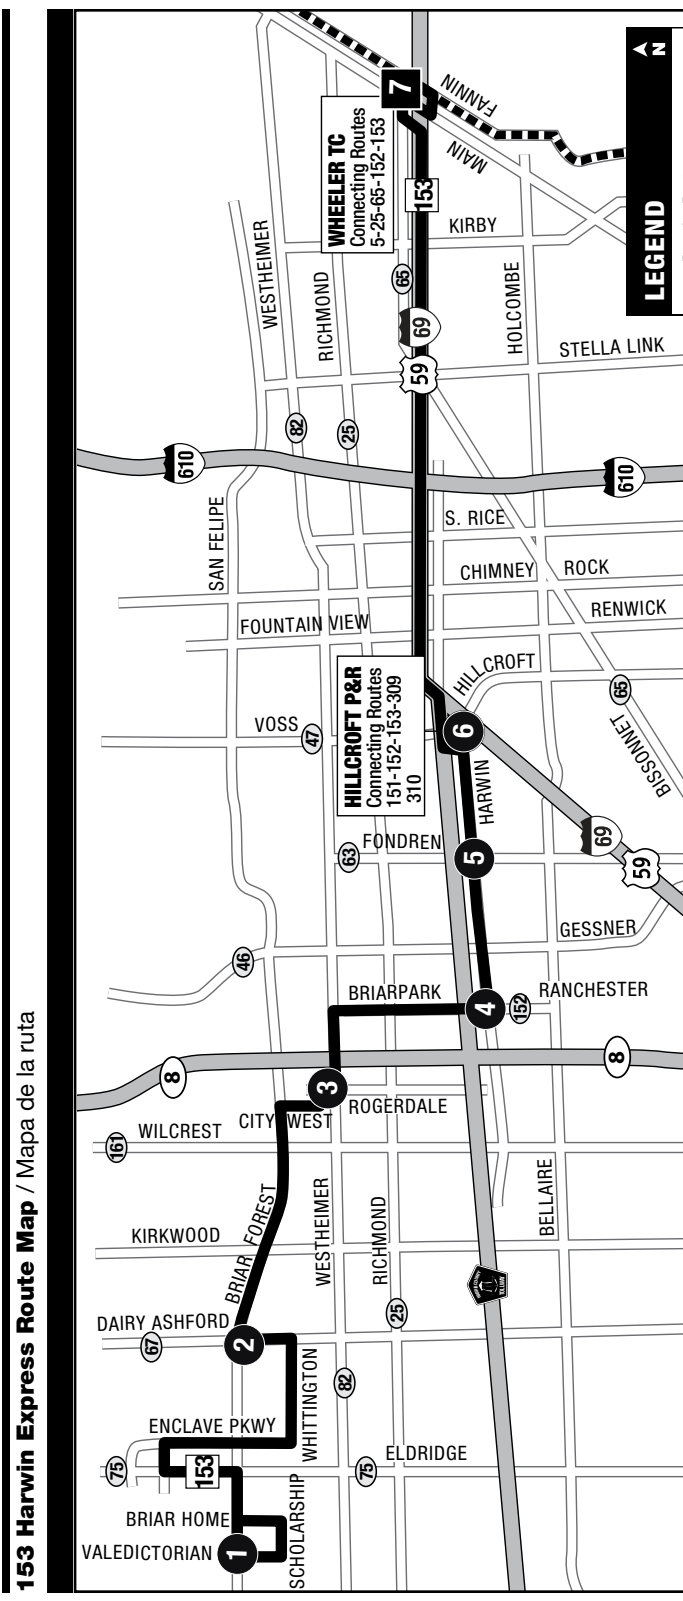 153 Harwin Express Route Map / Mapa de la ruta
N
LEGEND
WHEELER TC
Connecting Routes
5-25-65-152-153
HILLCROFT P&R
Connecting Routes
151-152-153-309
310
7
FANNIN
MAIN
153
KIRBY
WESTHEIMER
RICHMOND
65
HOLCOMBE
69
59
STELLA LINK
82
25
610
610
SAN FELIPE
S. RICE
CHIMNEY ROCK
RENWICK
FOUNTAIN VIEW
HILLCROFT
65
BISSONNET
VOSS
47
6
HARWIN
69
59
63
FONDREN
5
GESSNER
46
BRIARPARK
4
152
RANCHESTER
8
8
3
CITY WEST
ROGERDALE
161
WILCREST
BRIAR FOREST
WESTHEIMER
RICHMOND
BELLAIRE
KIRKWOOD
DAIRY ASHFORD
67
2
25
82
WHITTINGTON
ENCLAVE PKWY
75
153
75
ELDRIDGE
BRIAR HOME
VALEDICTORIAN
1
SCHOLARSHIP